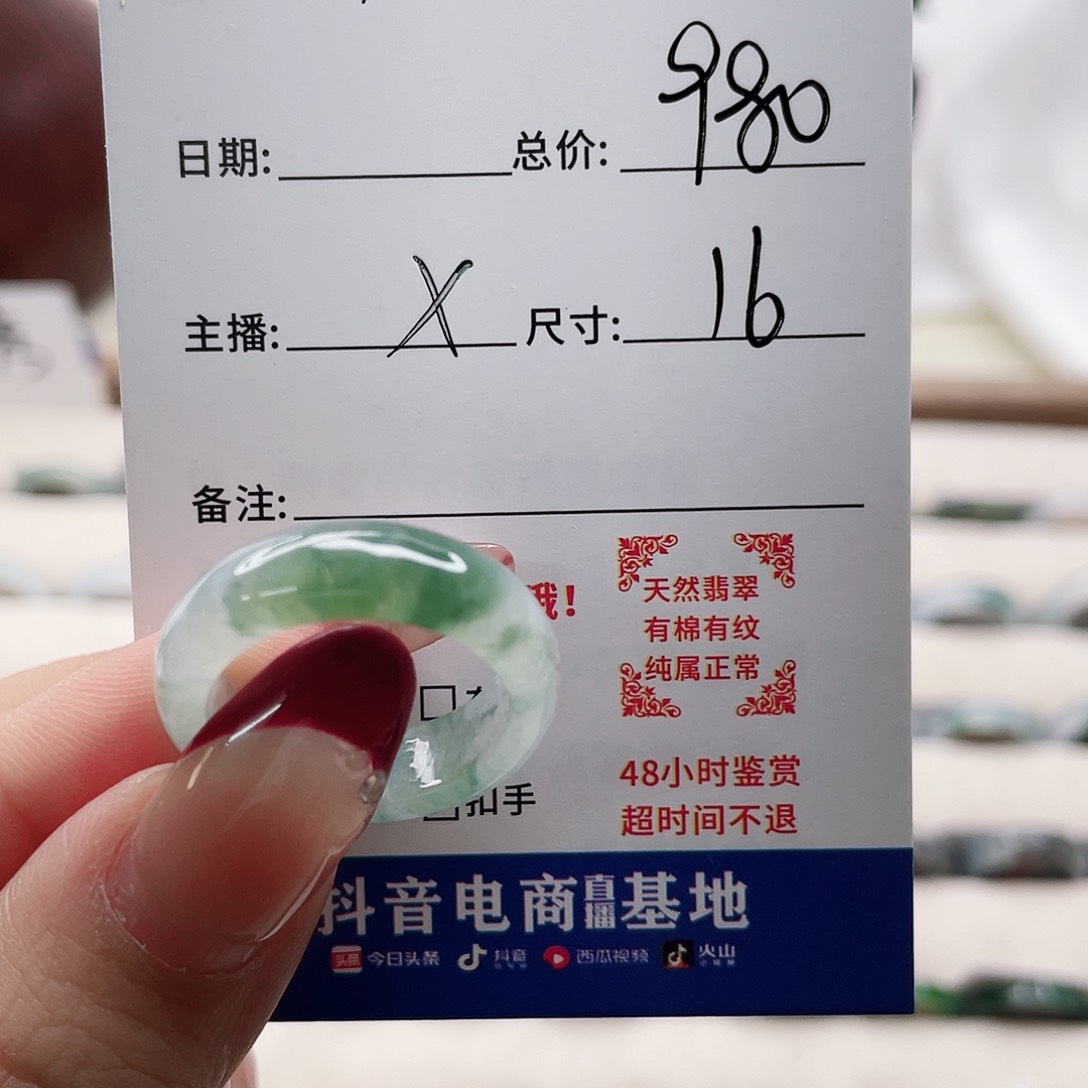 日期: 总价: 980
主播: X 尺寸: 16
备注:
哦!
天然翡翠
有棉有纹
纯属正常
扣手
48小时鉴赏
超时间不退
抖音电商直播基地
头条 今日头条 抖音 西瓜视频 火山